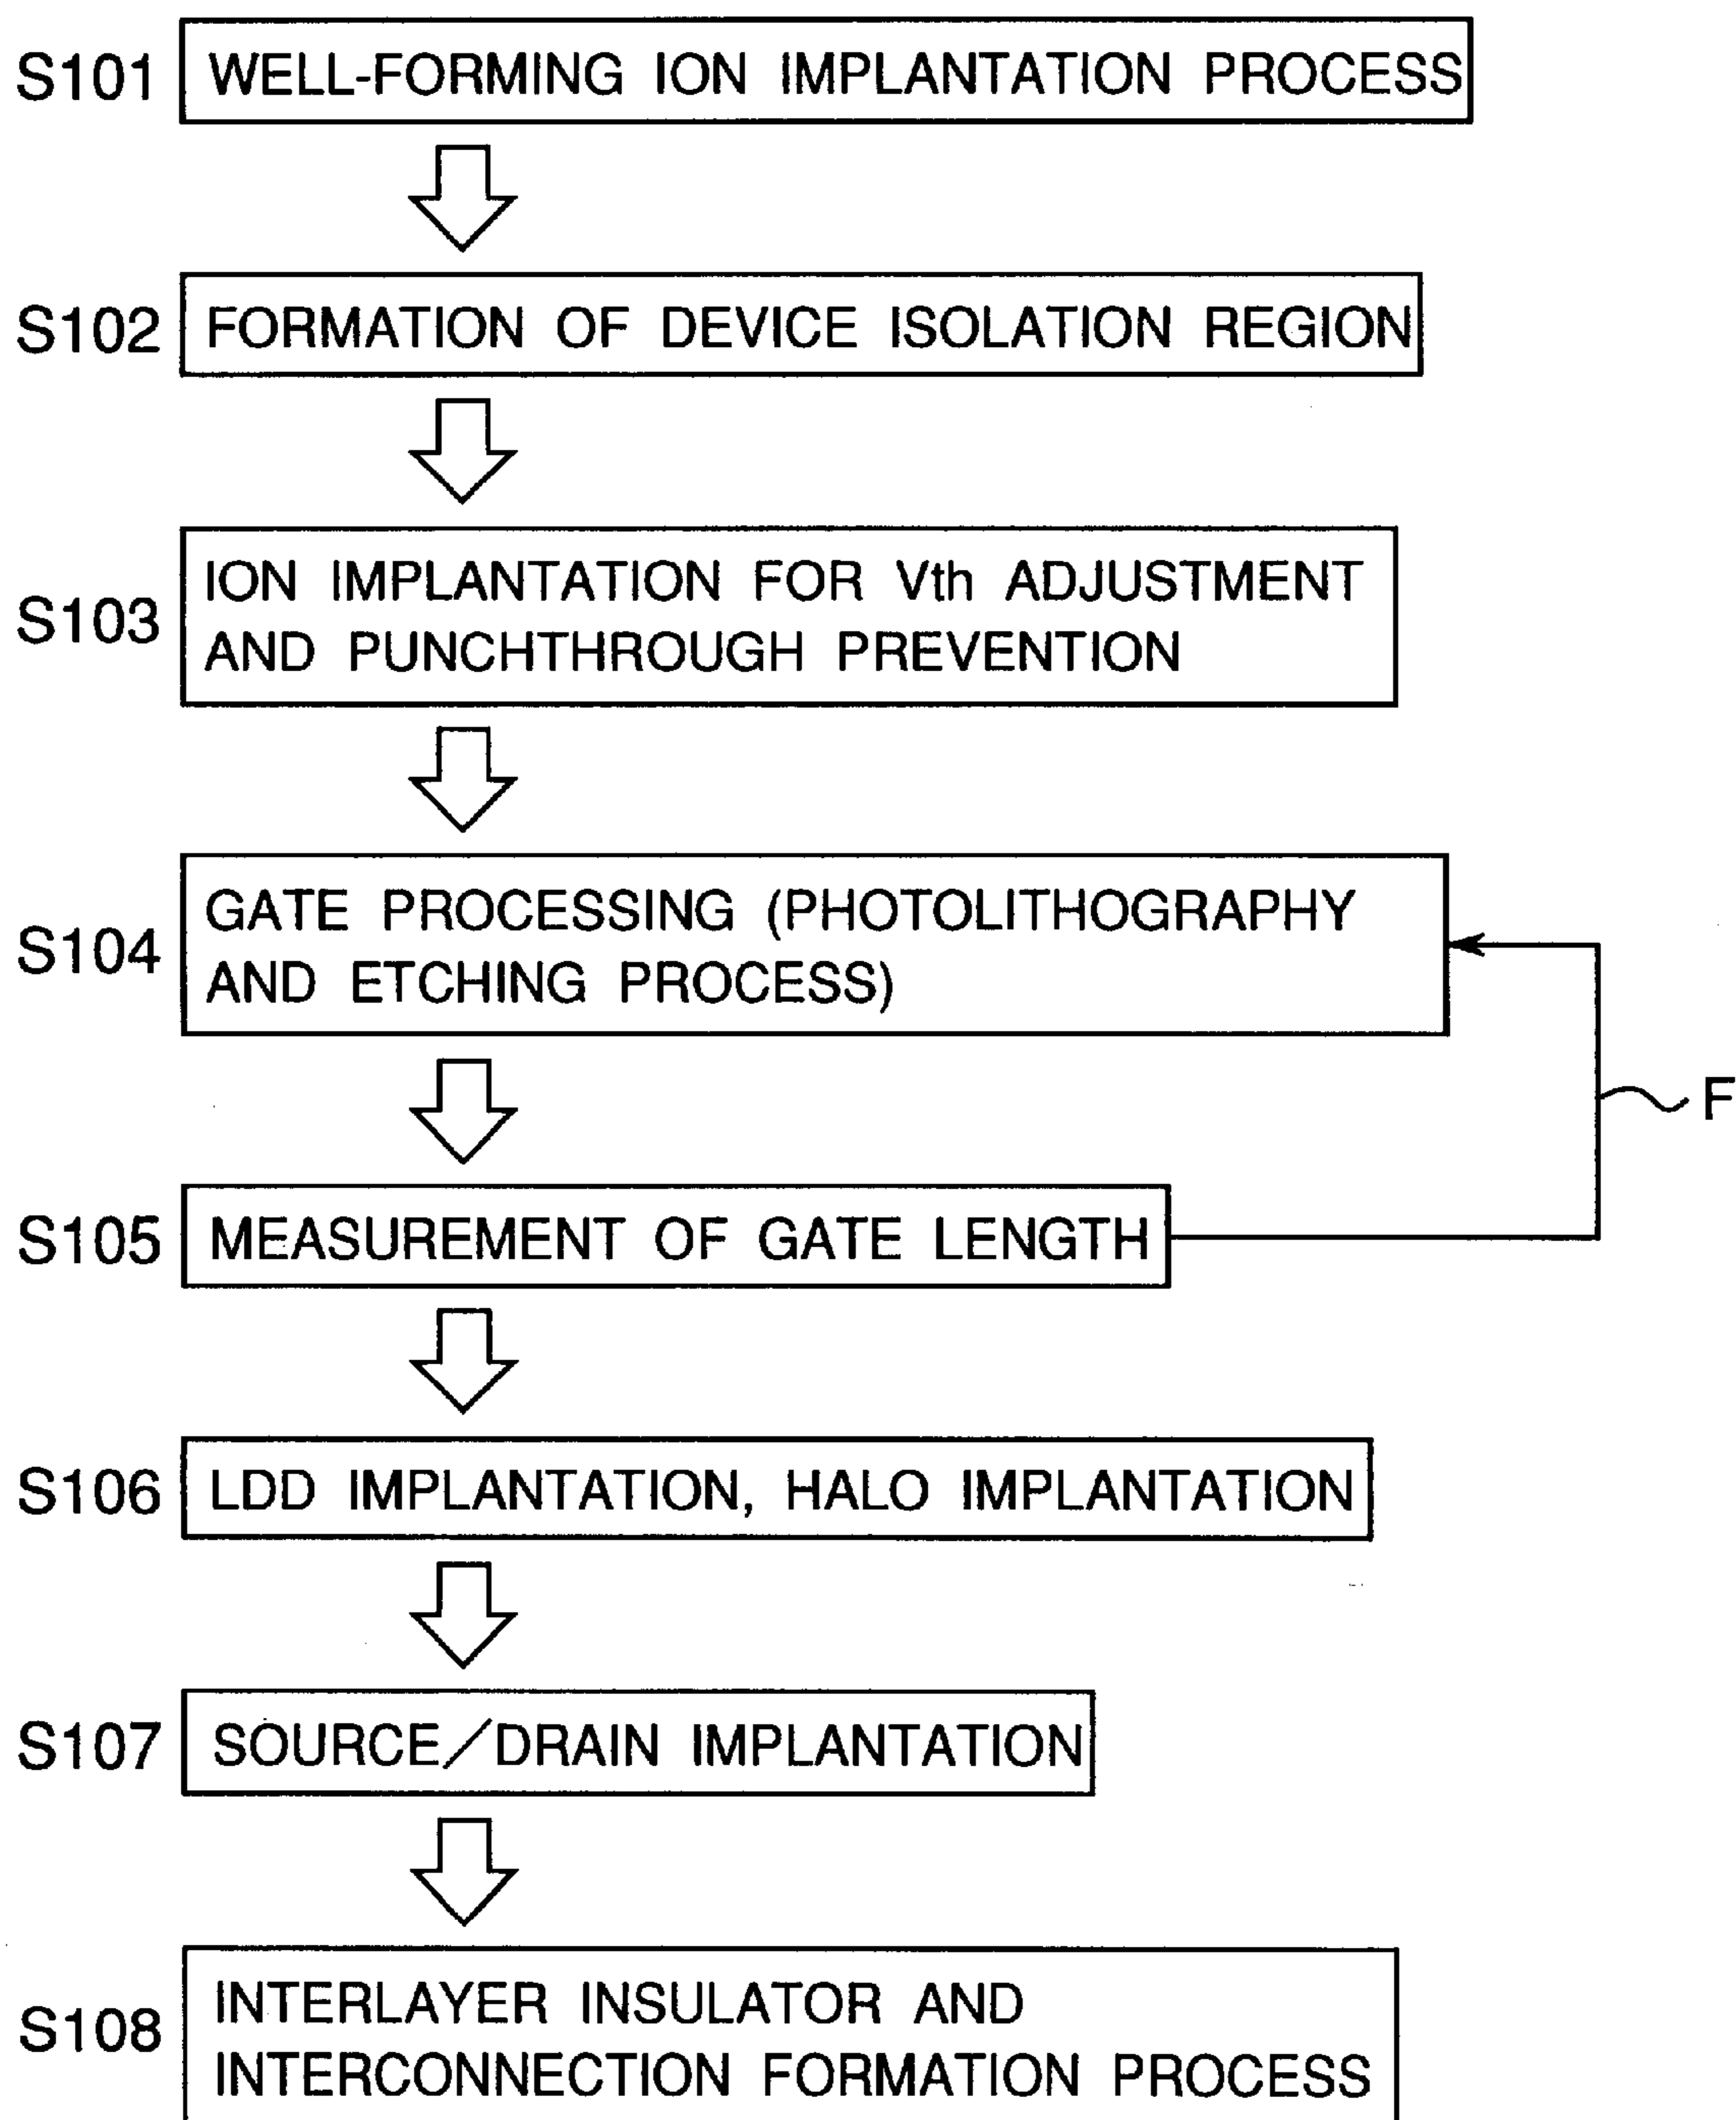 S101 WELL-FORMING ION IMPLANTATION PROCESS
S102 FORMATION OF DEVICE ISOLATION REGION
S103 ION IMPLANTATION FOR Vth ADJUSTMENT
AND PUNCHTHROUGH PREVENTION
S104 GATE PROCESSING (PHOTOLITHOGRAPHY
AND ETCHING PROCESS)
F
S105 MEASUREMENT OF GATE LENGTH
S106 LDD IMPLANTATION, HALO IMPLANTATION
S107 SOURCE/DRAIN IMPLANTATION
S108 INTERLAYER INSULATOR AND
INTERCONNECTION FORMATION PROCESS